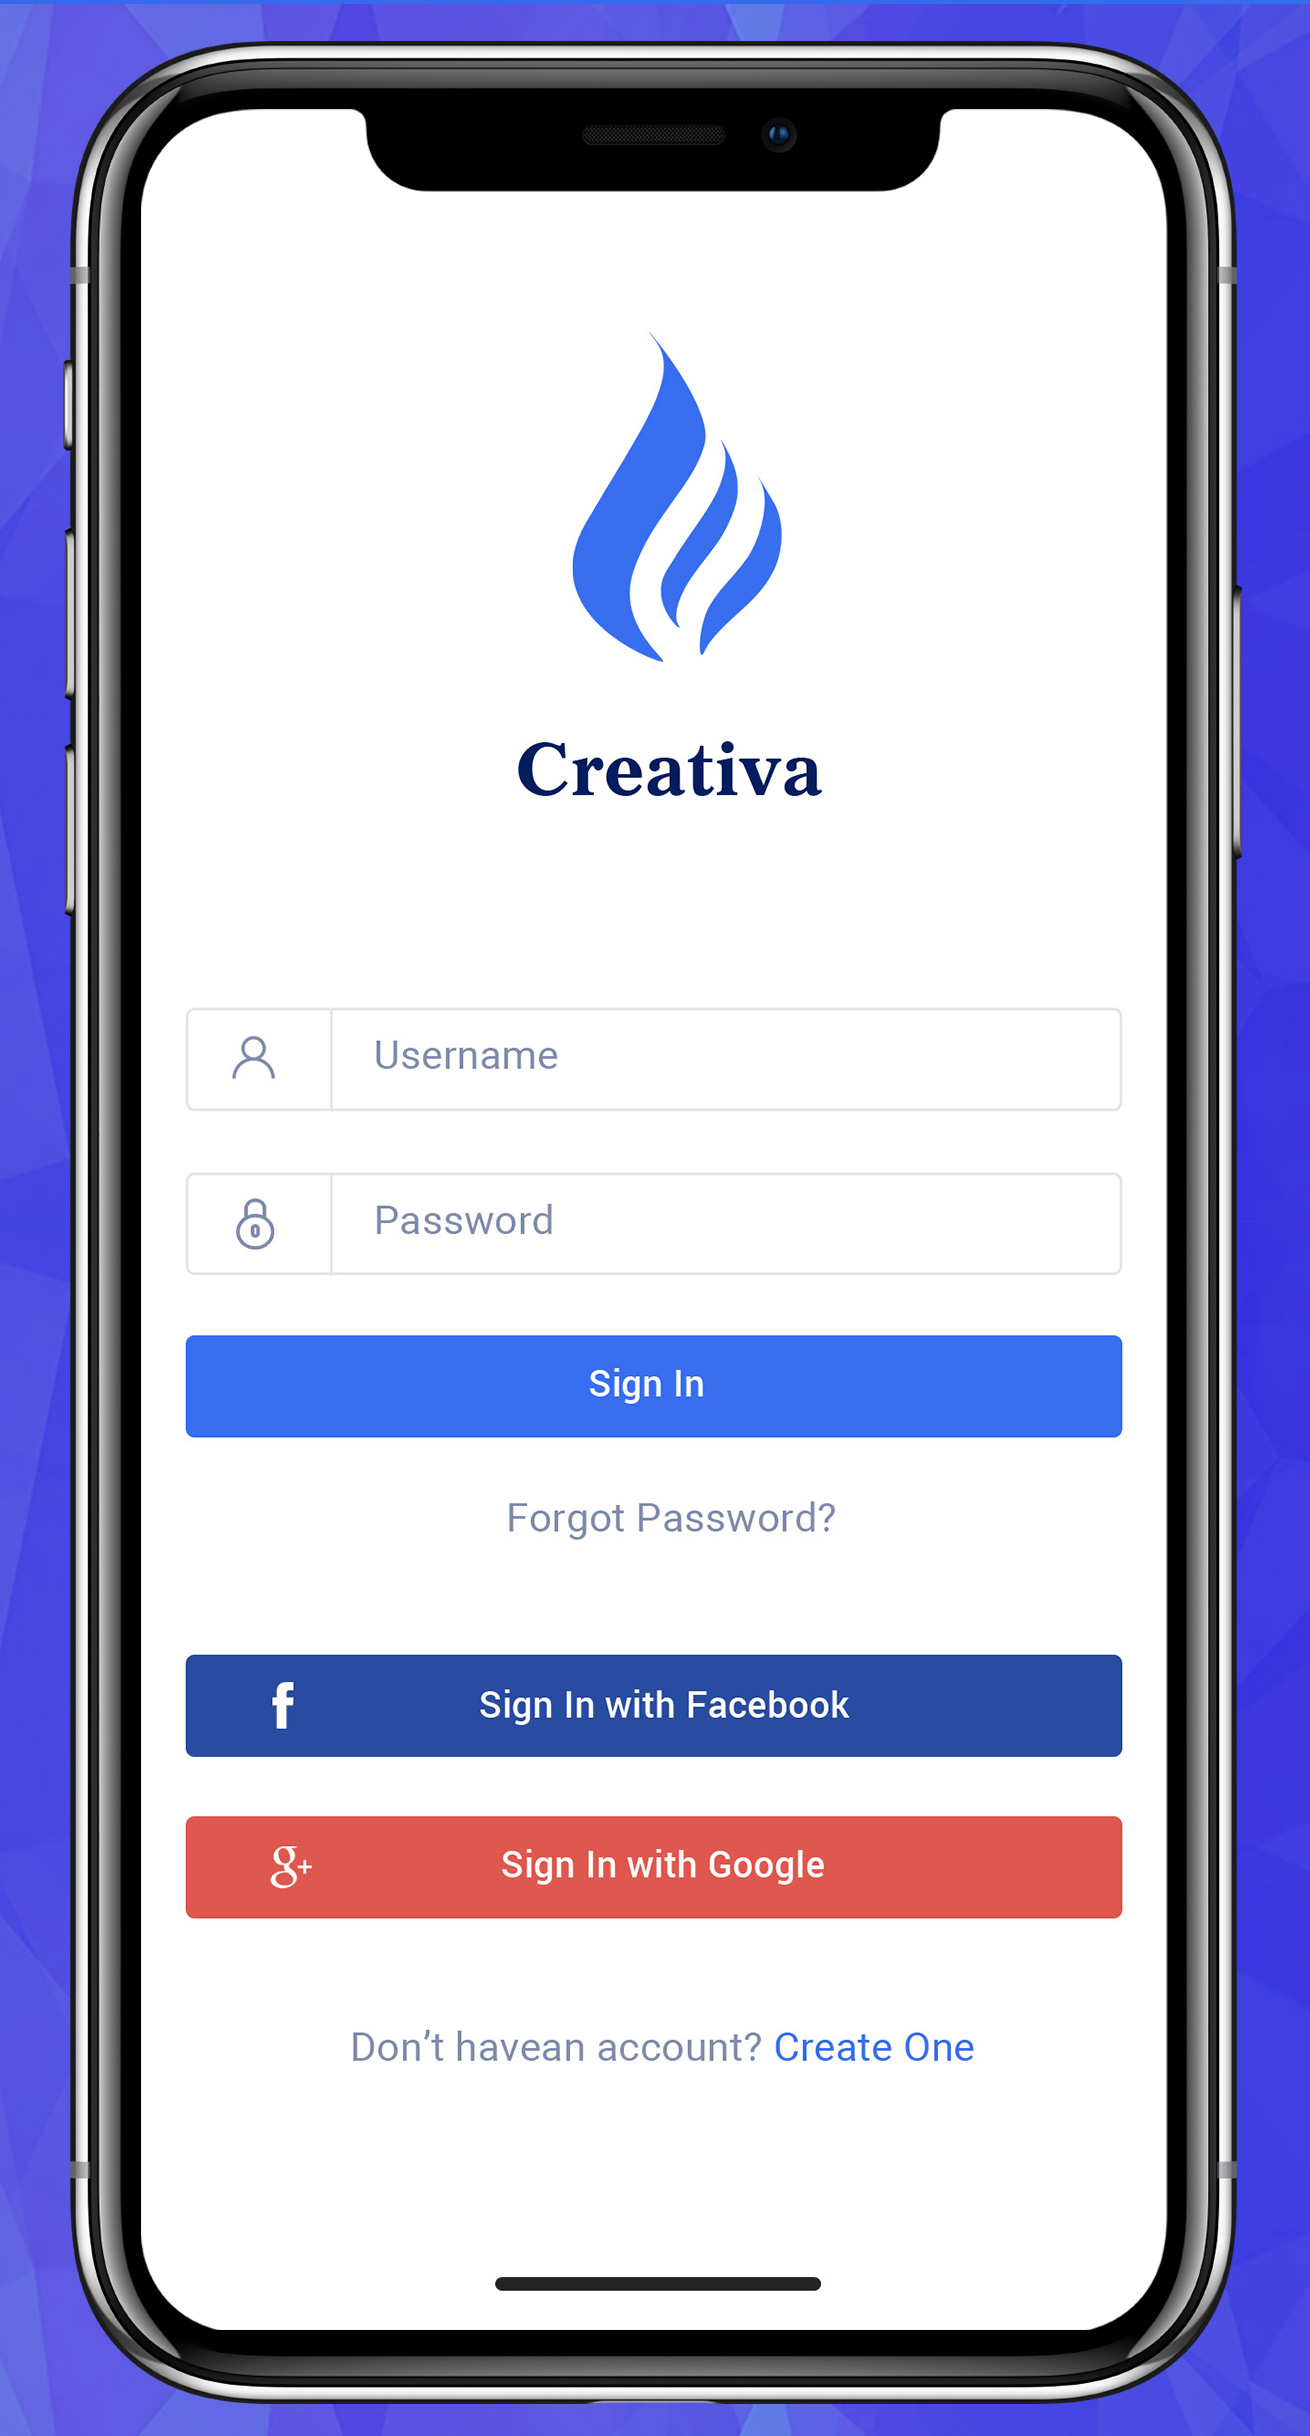 Creativa
Username
Password
Sign In
Forgot Password?
f Sign In with Facebook
g+ Sign In with Google
Don’t havean account? Create One